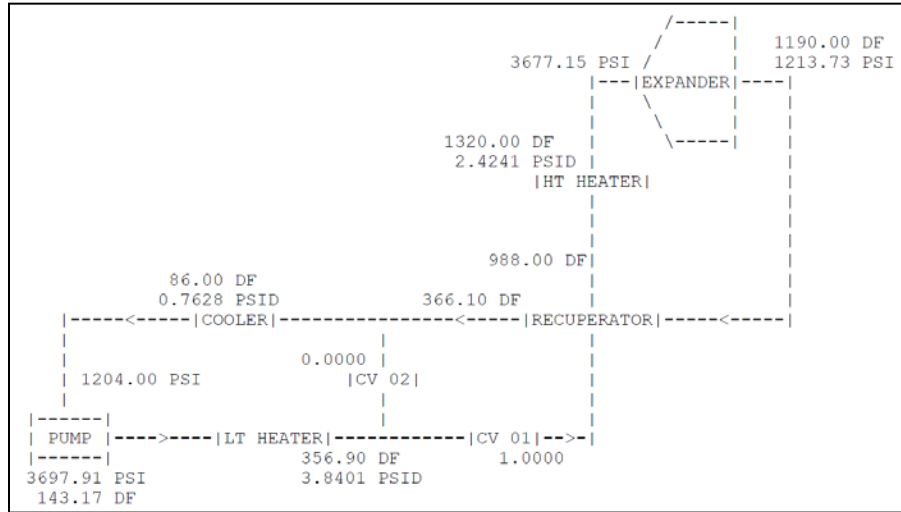 /-----|
/ | 1190.00 DF
3677.15 PSI / | 1213.73 PSI
|---|EXPANDER|----|
| \ | |
| \ | |
1320.00 DF | \-----| |
2.4241 PSID | |
|HT HEATER| |
| |
| |
| |
988.00 DF| |
86.00 DF | |
0.7628 PSID 366.10 DF | |
|-----<-----|COOLER|----------------<-----|RECUPERATOR|-----<-----|
| | |
| 0.0000 | |
| 1204.00 PSI |CV 02| |
| | |
|------| | |
| PUMP |---->----|LT HEATER|------------|CV 01|-->-|
|------| 356.90 DF 1.0000
3697.91 PSI 3.8401 PSID
143.17 DF